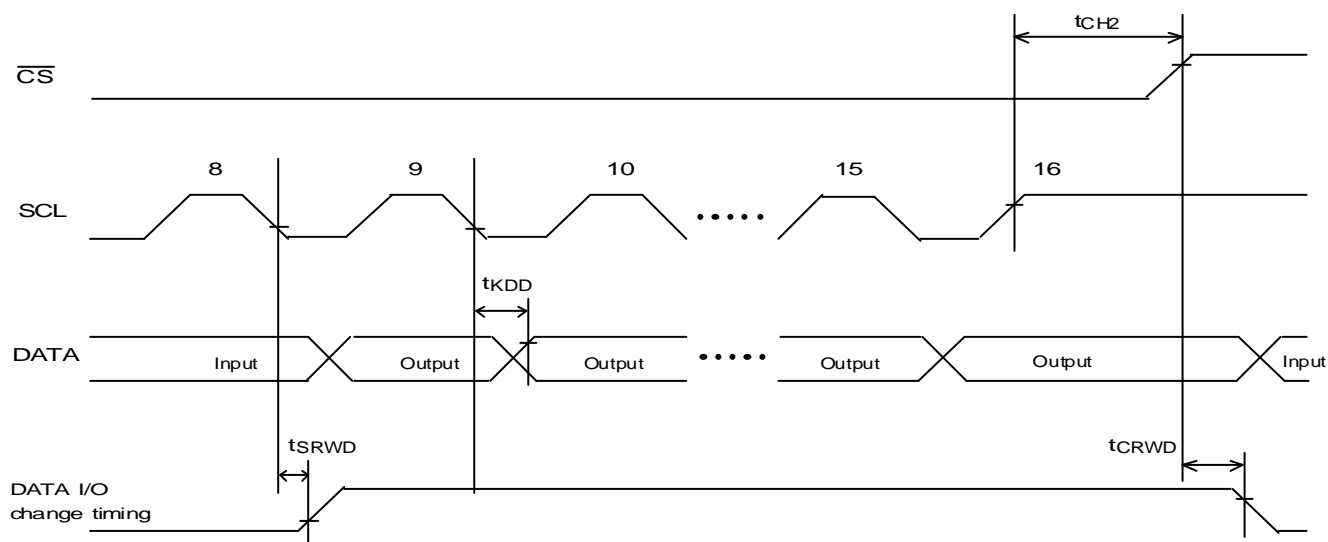 tCH2
CS
8 9 10 15 16
SCL
tKDD
DATA
Input Output Output Output Output Input
tSRWD tCRWD
DATA I/O
change timing